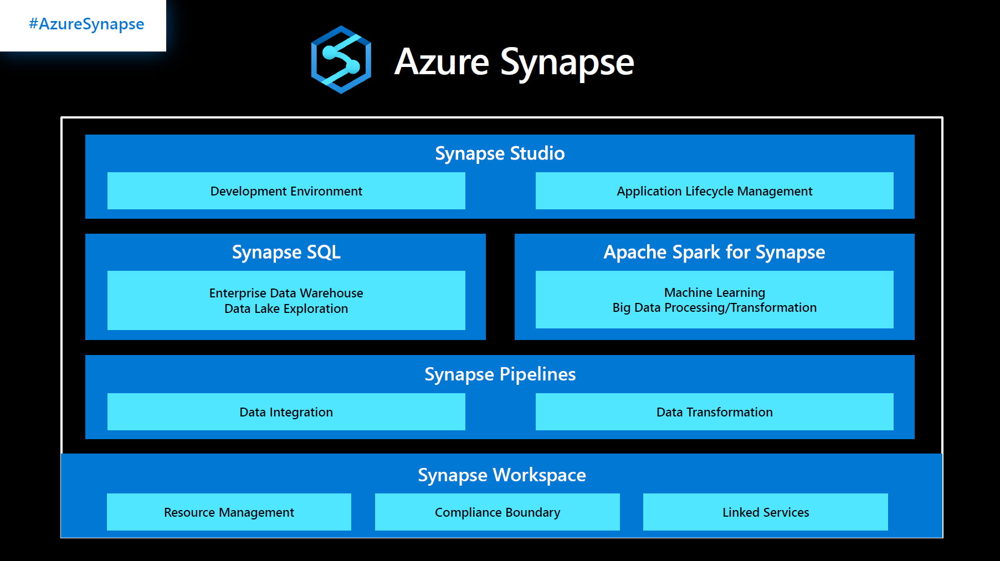 #AzureSynapse
Azure Synapse
Synapse Studio
Development Environment
Application Lifecycle Management
Synapse SQL
Enterprise Data Warehouse
Data Lake Exploration
Apache Spark for Synapse
Machine Learning
Big Data Processing/Transformation
Synapse Pipelines
Data Integration
Data Transformation
Synapse Workspace
Resource Management
Compliance Boundary
Linked Services